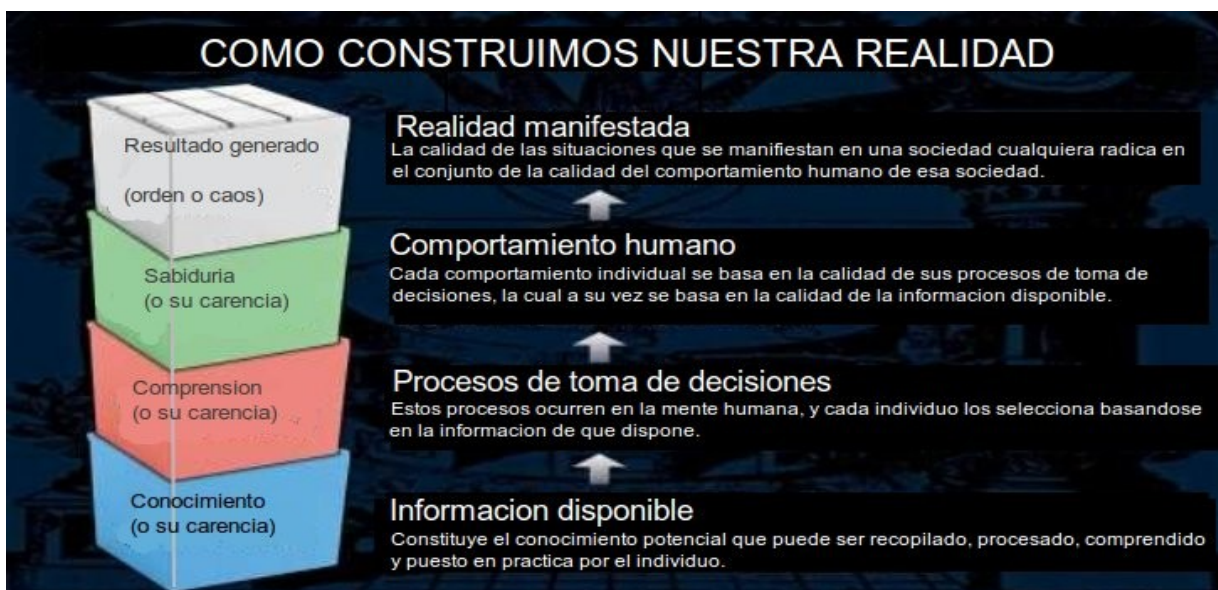 COMO CONSTRUIMOS NUESTRA REALIDAD
Resultado generado
(orden o caos)
Realidad manifestada
La calidad de las situaciones que se manifiestan en una sociedad cualquiera radica en
el conjunto de la calidad del comportamiento humano de esa sociedad.
Sabiduria
(o su carencia)
Comportamiento humano
Cada comportamiento individual se basa en la calidad de sus procesos de toma de
decisiones, la cual a su vez se basa en la calidad de la informacion disponible.
Comprension
(o su carencia)
Procesos de toma de decisiones
Estos procesos ocurren en la mente humana, y cada individuo los selecciona basandose
en la informacion de que dispone.
Conocimiento
(o su carencia)
Informacion disponible
Constituye el conocimiento potencial que puede ser recopilado, procesado, comprendido
y puesto en practica por el individuo.